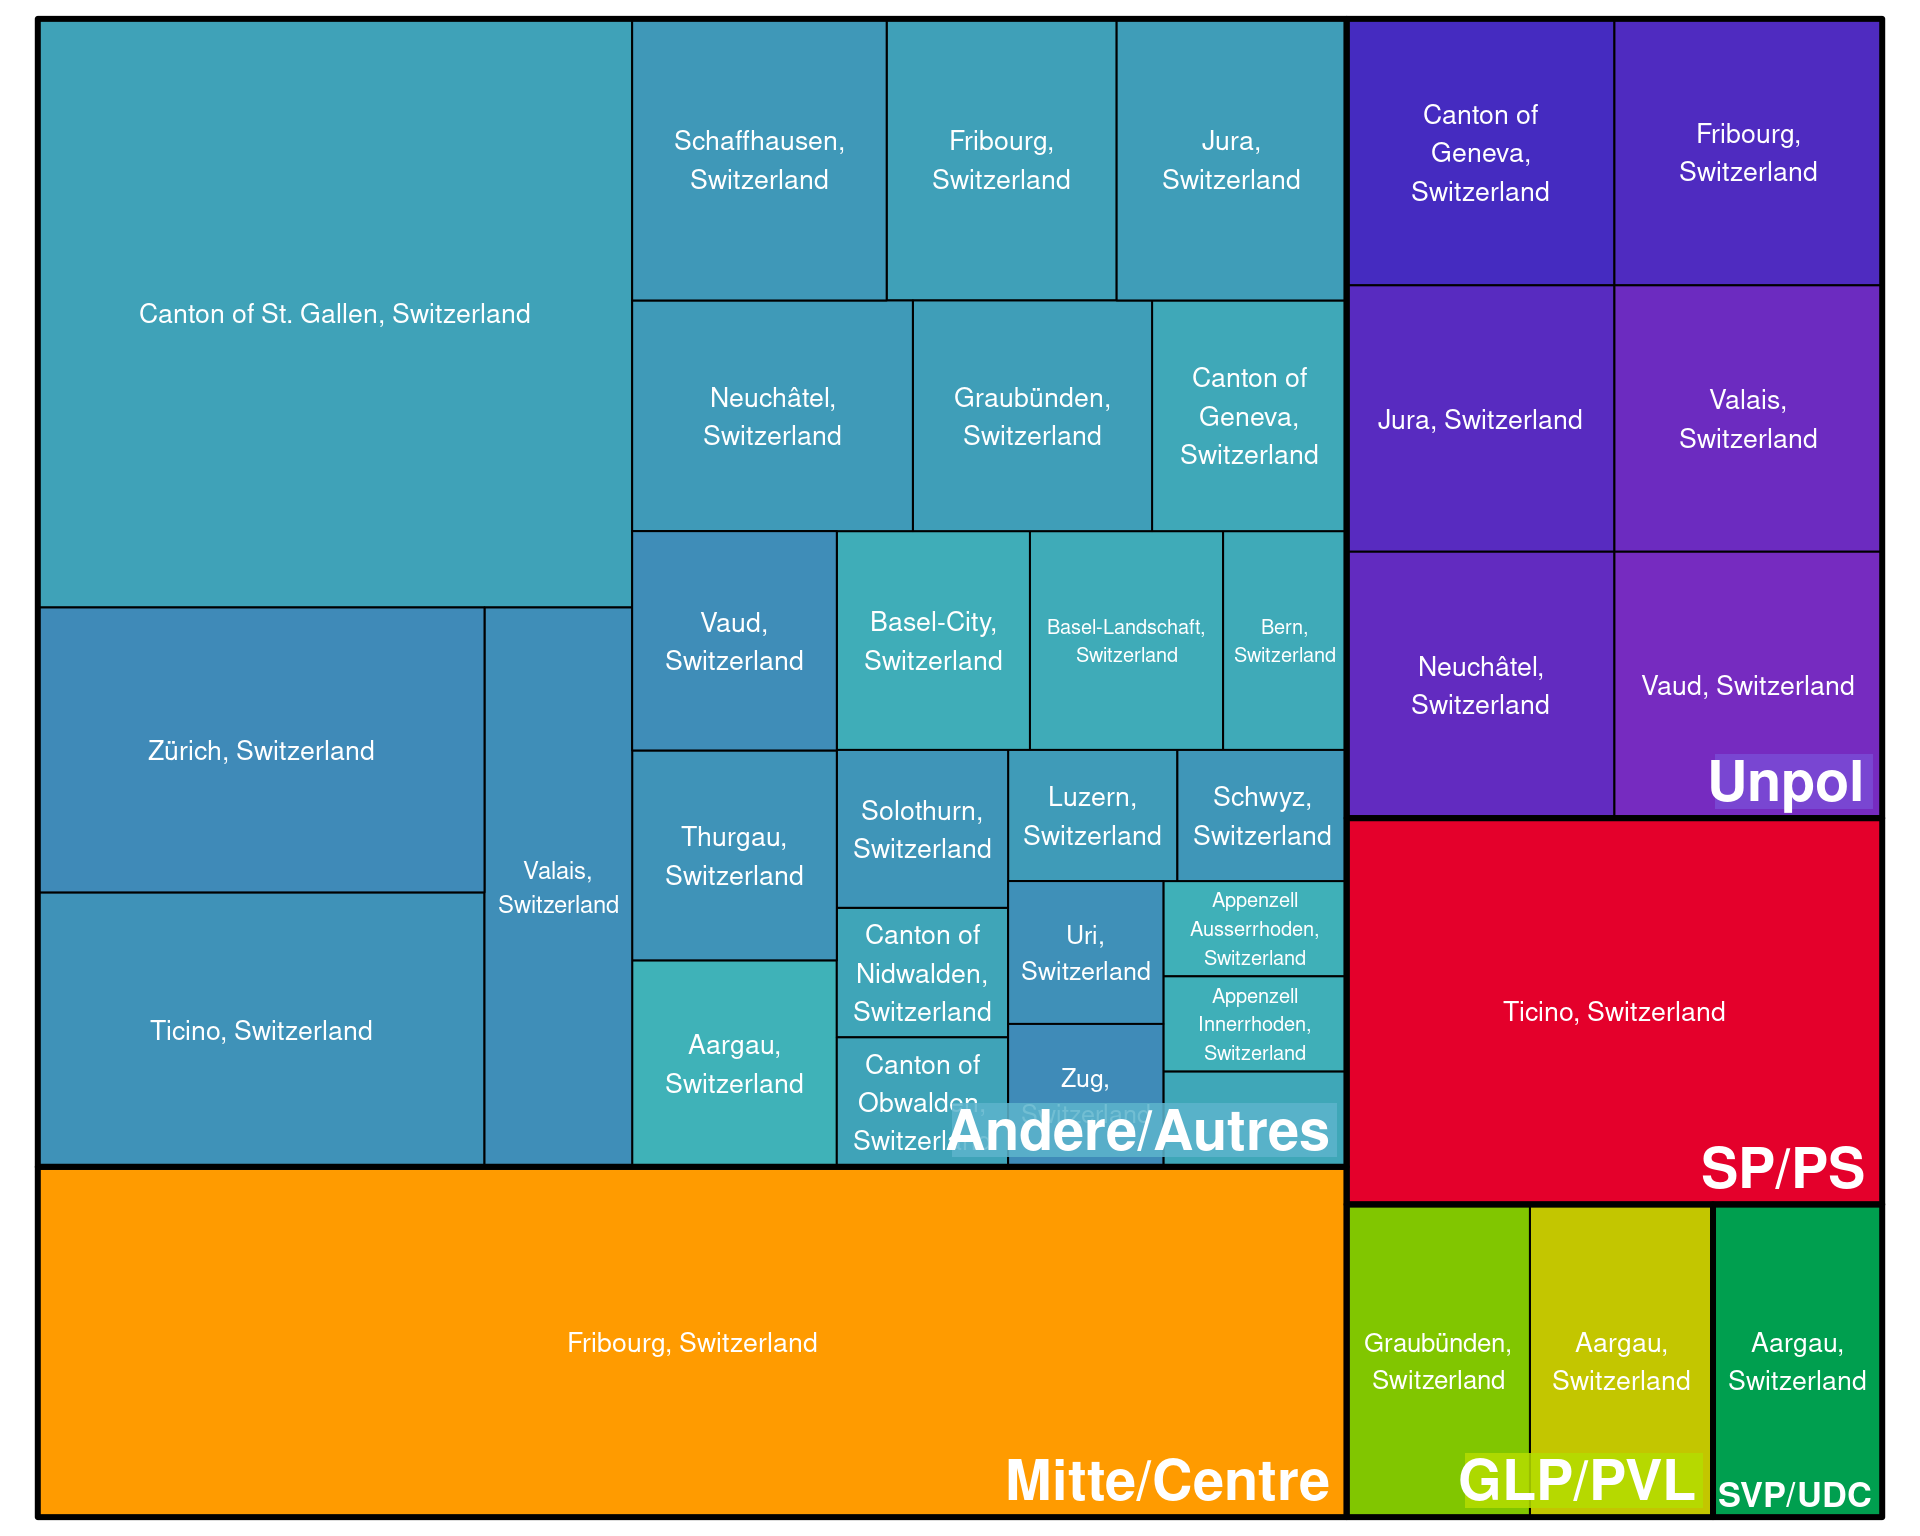 Canton of St. Gallen, Switzerland
Schaffhausen,
Switzerland
Fribourg,
Switzerland
Jura,
Switzerland
Neuchâtel,
Switzerland
Graubünden,
Switzerland
Canton of
Geneva,
Switzerland
Zürich, Switzerland
Valais,
Switzerland
Ticino, Switzerland
Vaud,
Switzerland
Basel-City,
Switzerland
Basel-Landschaft,
Switzerland
Bern,
Switzerland
Thurgau,
Switzerland
Solothurn,
Switzerland
Luzern,
Switzerland
Schwyz,
Switzerland
Aargau,
Switzerland
Canton of
Nidwalden,
Switzerland
Canton of
Obwalden,
Switzerland
Uri,
Switzerland
Zug,
Switzerland
Appenzell
Ausserrhoden,
Switzerland
Appenzell
Innerrhoden,
Switzerland
Andere/Autres
Fribourg, Switzerland
Mitte/Centre
Canton of
Geneva,
Switzerland
Fribourg,
Switzerland
Jura, Switzerland
Valais,
Switzerland
Neuchâtel,
Switzerland
Vaud, Switzerland
Unpol
Ticino, Switzerland
SP/PS
Graubünden,
Switzerland
Aargau,
Switzerland
GLP/PVL
Aargau,
Switzerland
SVP/UDC